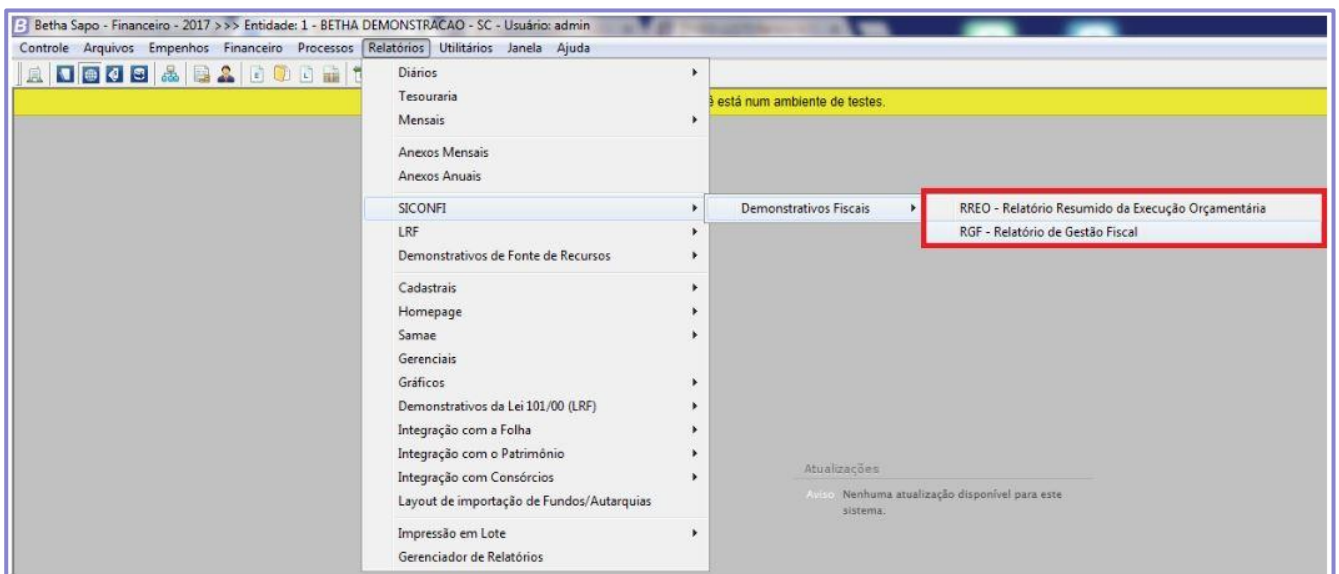 Betha Sapo - Financeiro - 2017 >>> Entidade: 1 - BETHA DEMONSTRACAO - SC - Usuário: admin
Controle Arquivos Empenhos Financeiro Processos Relatórios Utilitários Janela Ajuda
ê está num ambiente de testes.
Diários
Tesouraria
Mensais
Anexos Mensais
Anexos Anuais
SICONFI
LRF
Demonstrativos de Fonte de Recursos
Cadastrais
Homepage
Samae
Gerenciais
Gráficos
Demonstrativos da Lei 101/00 (LRF)
Integração com a Folha
Integração com o Patrimônio
Integração com Consórcios
Layout de importação de Fundos/Autarquias
Impressão em Lote
Gerenciador de Relatórios
Demonstrativos Fiscais
RREO - Relatório Resumido da Execução Orçamentária
RGF - Relatório de Gestão Fiscal
Atualizações
Aviso Nenhuma atualização disponível para este
sistema.